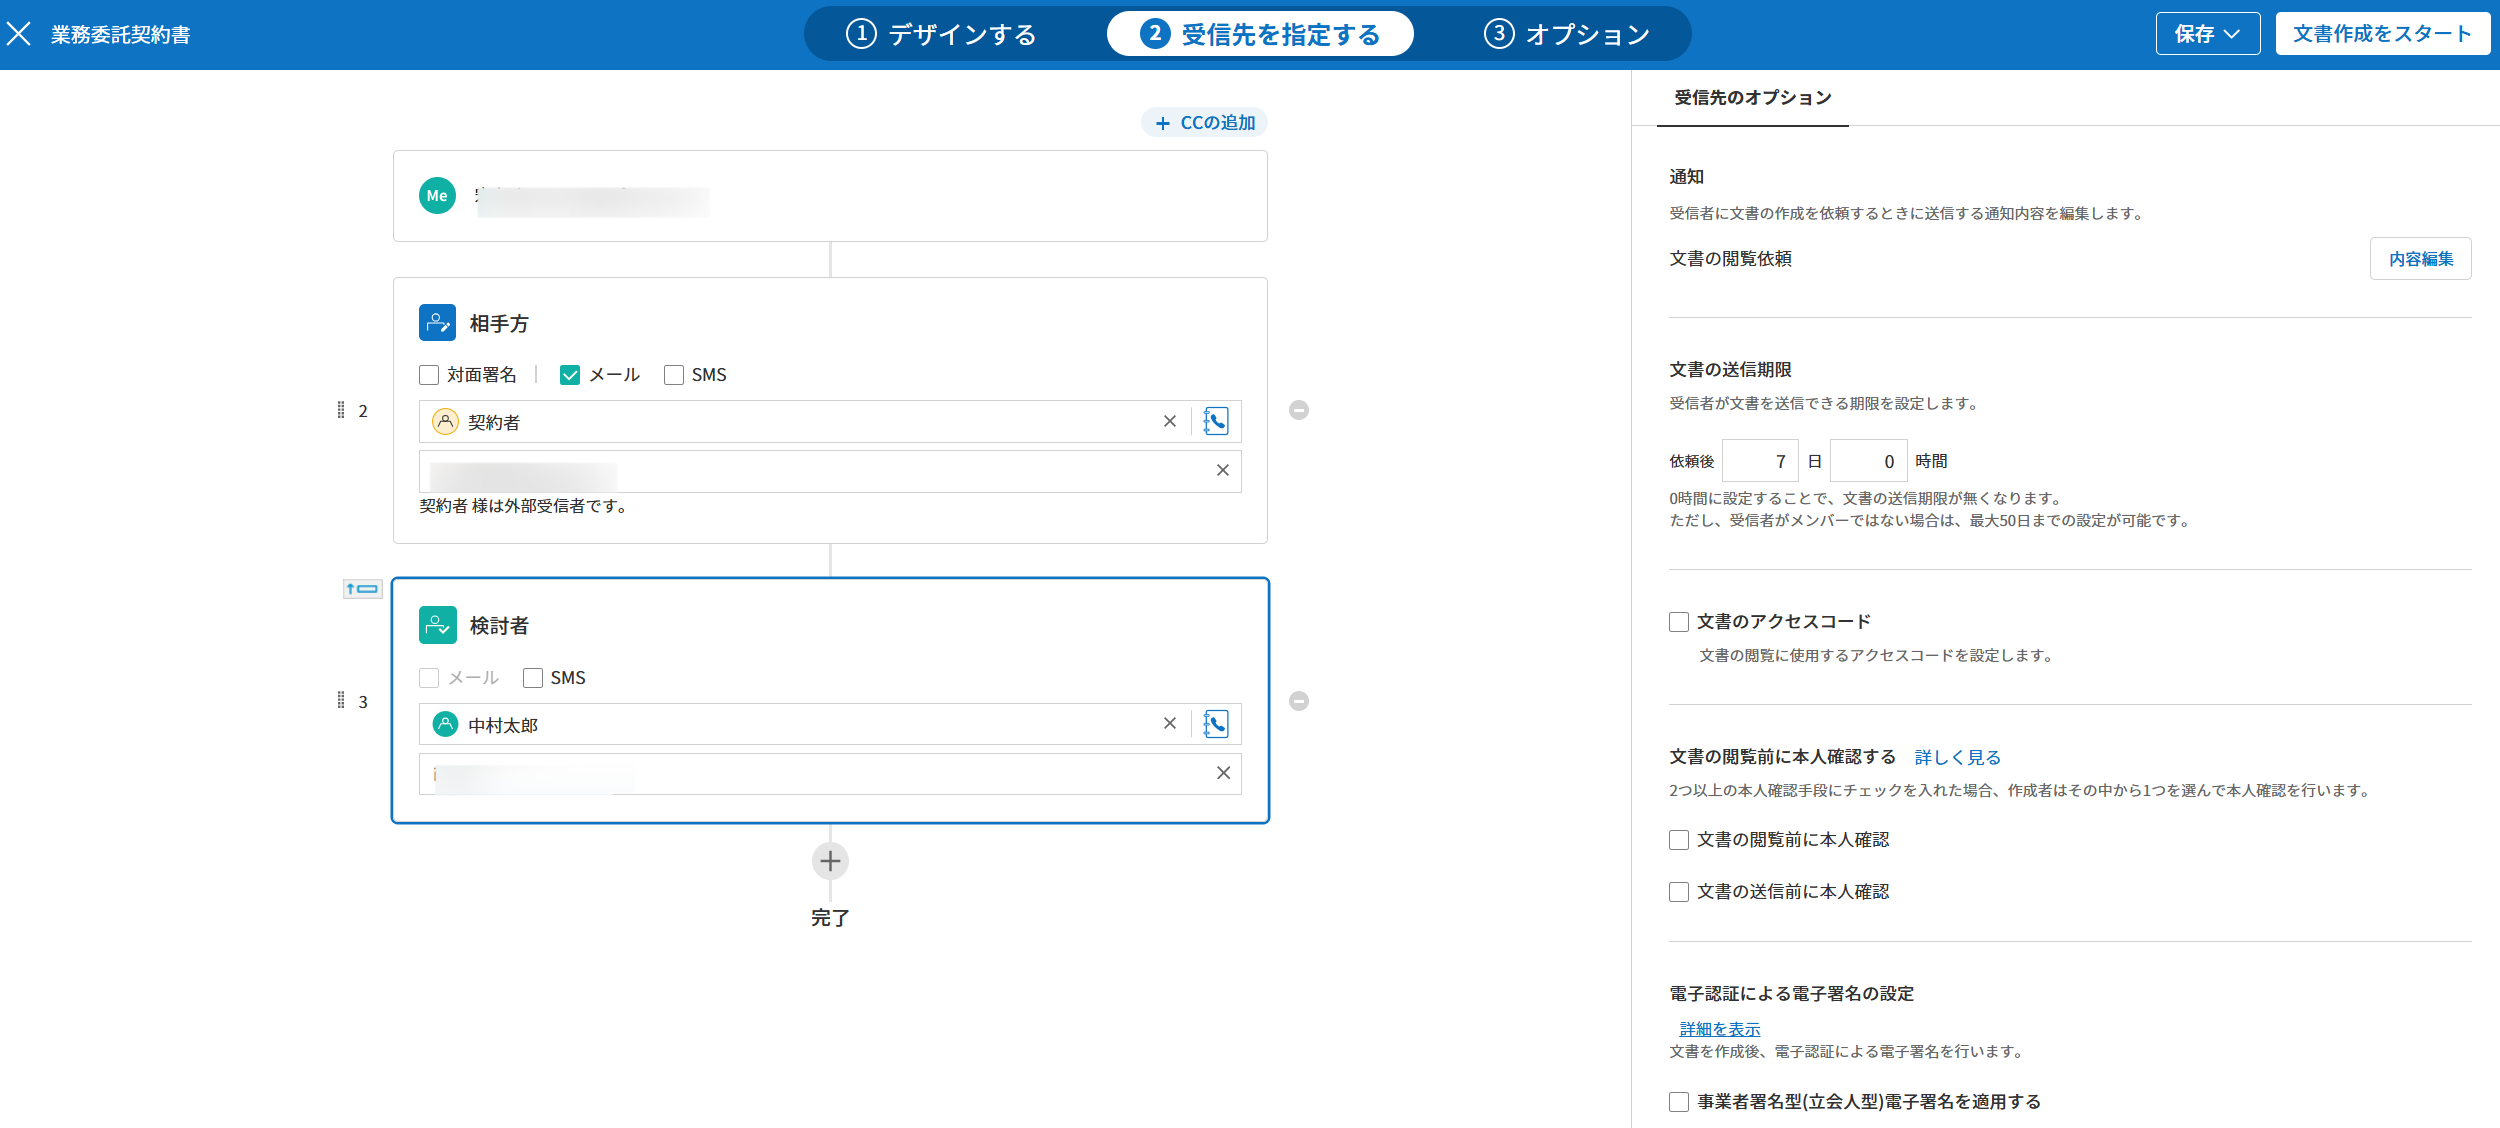 業務委託契約書
1 デザインする
2 受信先を指定する
3 オプション
保存
文書作成をスタート
+ CCの追加
Me
相手方
対面署名 | メール SMS
2
契約者
契約者 様は外部受信者です。
検討者
メール SMS
3
中村太郎
i
完了
受信先のオプション
通知
受信者に文書の作成を依頼するときに送信する通知内容を編集します。
文書の閲覧依頼
内容編集
文書の送信期限
受信者が文書を送信できる期限を設定します。
依頼後 7 日 0 時間
0時間に設定することで、文書の送信期限が無くなります。
ただし、受信者がメンバーではない場合は、最大50日までの設定が可能です。
文書のアクセスコード
文書の閲覧に使用するアクセスコードを設定します。
文書の閲覧前に本人確認する 詳しく見る
2つ以上の本人確認手段にチェックを入れた場合、作成者はその中から1つを選んで本人確認を行います。
文書の閲覧前に本人確認
文書の送信前に本人確認
電子認証による電子署名の設定
詳細を表示
文書を作成後、電子認証による電子署名を行います。
事業者署名型(立会人型)電子署名を適用する